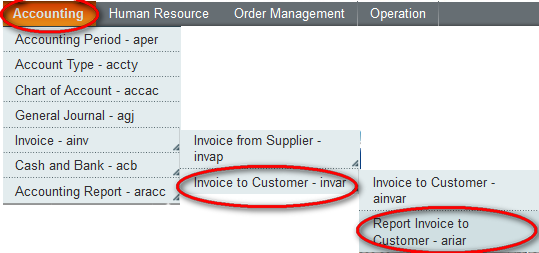 Accounting Human Resource Order Management Operation
Accounting Period - aper
Account Type - accty
Chart of Account - accac
General Journal - agj
Invoice - ainv
Cash and Bank - acb
Accounting Report - aracc
Invoice from Supplier -
invap
Invoice to Customer - invar
Invoice to Customer -
ainvar
Report Invoice to
Customer - ariar